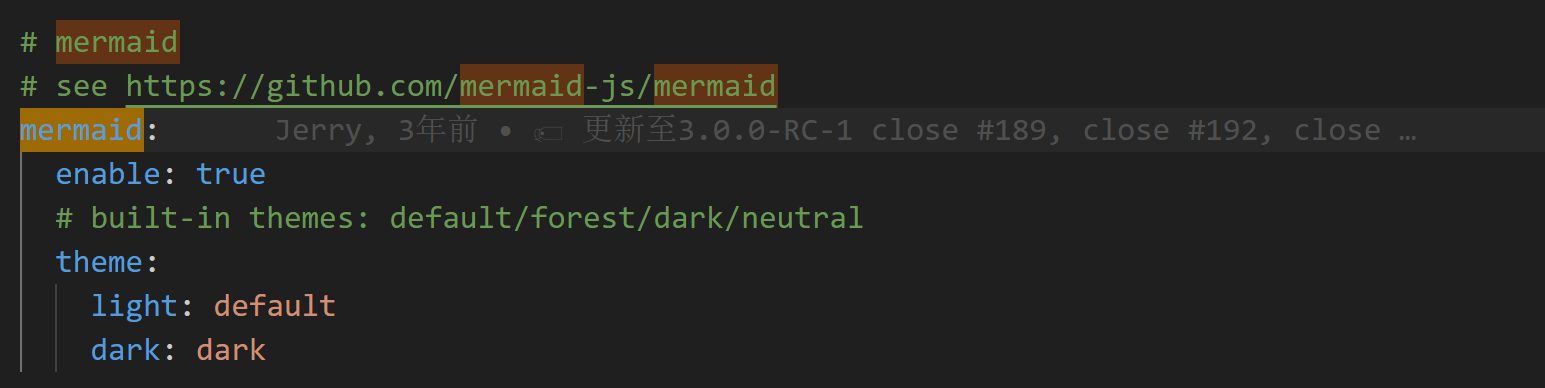 # mermaid
# see https://github.com/mermaid-js/mermaid
mermaid: Jerry, 3年前 • 🏷️ 更新至3.0.0-RC-1 close #189, close #192, close …
enable: true
# built-in themes: default/forest/dark/neutral
theme:
light: default
dark: dark